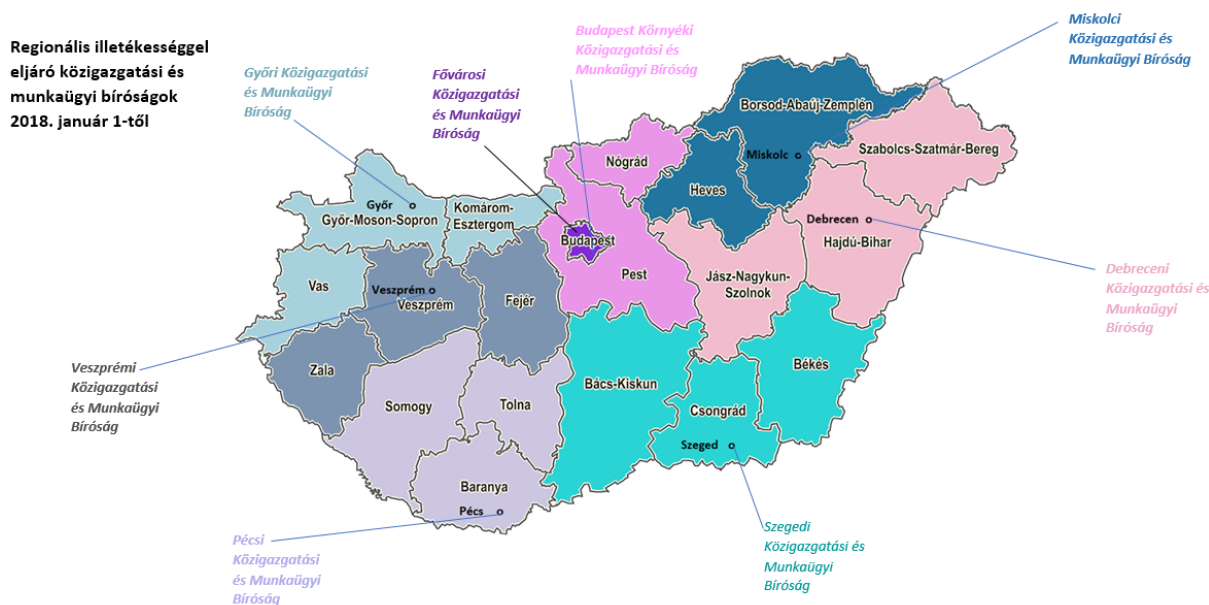 Regionális illetékességgel
eljáró közigazgatási és
munkaügyi bíróságok
2018. január 1-től
Győri Közigazgatási
és Munkaügyi
Bíróság
Fővárosi
Közigazgatási
és Munkaügyi
Bíróság
Budapest Környéki
Közigazgatási és
Munkaügyi Bíróság
Miskolci
Közigazgatási és
Munkaügyi Bíróság
Borsod-Abaúj-Zemplén
Miskolc
Szabolcs-Szatmár-Bereg
Nógrád
Heves
Győr
Győr-Moson-Sopron
Komárom-
Esztergom
Budapest
Debrecen
Hajdú-Bihar
Pest
Jász-Nagykun-
Szolnok
Vas
Veszprém
Veszprém
Fejér
Debreceni
Közigazgatási és
Munkaügyi
Bíróság
Veszprémi
Közigazgatási
és Munkaügyi
Bíróság
Zala
Somogy
Tolna
Bács-Kiskun
Békés
Csongrád
Szeged
Baranya
Pécs
Pécsi
Közigazgatási
és Munkaügyi
Bíróság
Szegedi
Közigazgatási és
Munkaügyi
Bíróság